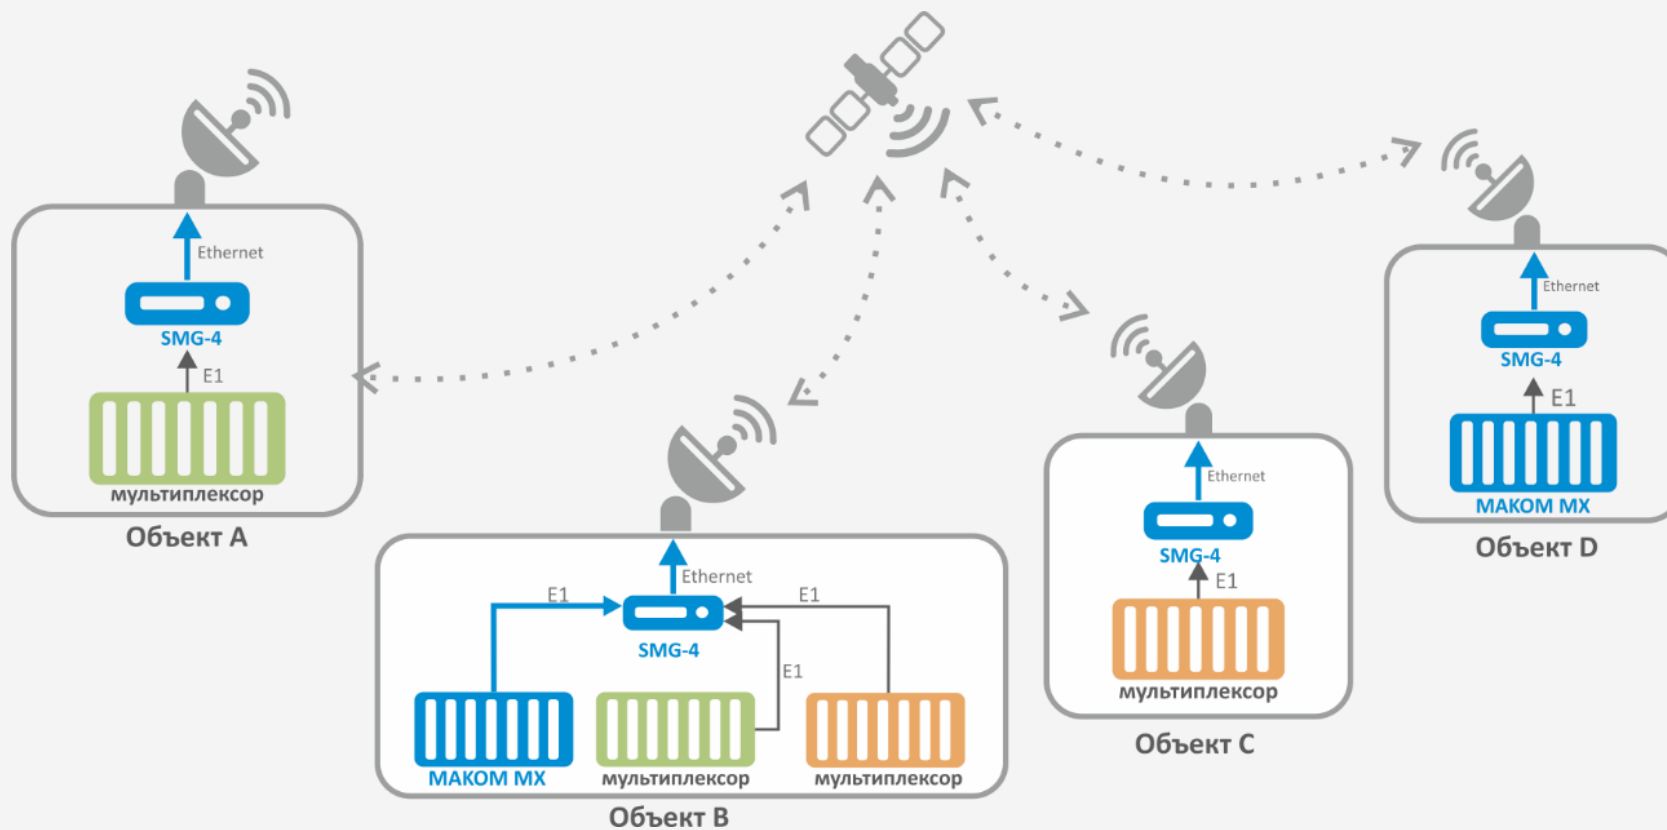 Ethernet
SMG-4
E1
мультиплексор
Объект A
Ethernet
E1
E1
SMG-4
E1
MAKOM MX
мультиплексор
мультиплексор
Объект B
Ethernet
SMG-4
E1
мультиплексор
Объект C
Ethernet
SMG-4
E1
MAKOM MX
Объект D